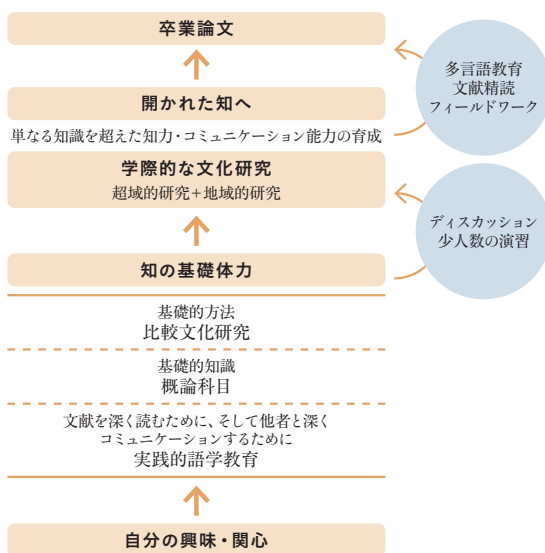 卒業論文
開かれた知へ
単なる知識を超えた知力・コミュニケーション能力の育成
多言語教育
文献精読
フィールドワーク
学際的な文化研究
超域的研究+地域的研究
ディスカッション
少人数の演習
知の基礎体力
基礎的方法
比較文化研究
基礎的知識
概論科目
文献を深く読むために、そして他者と深く
コミュニケーションするために
実践的語学教育
自分の興味・関心